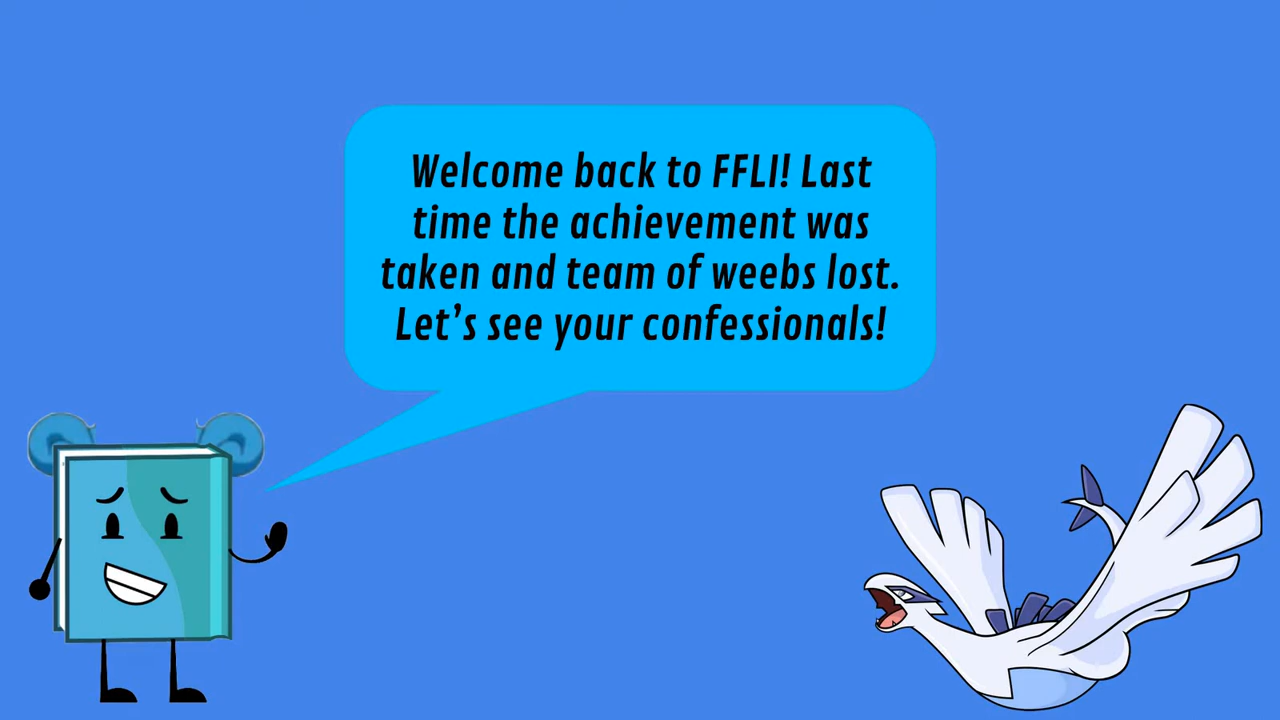 Welcome back to FFLI! Last
time the achievement was
taken and team of weebs lost.
Let’s see your confessionals!